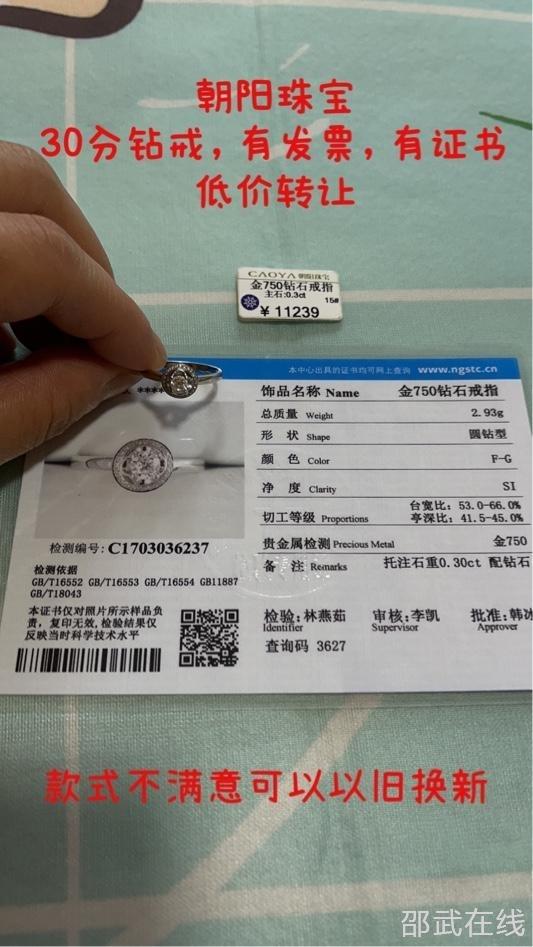 朝阳珠宝
30分钻戒，有发票，有证书
低价转让
CAOYA 朝阳珠宝
金750钻石戒指
主石:0.3ct 15#
¥ 11239
本中心出具的证书均可网上查询 www.ngstc.cn
****
饰品名称 Name 金750钻石戒指
总质量 Weight 2.93g
形 状 Shape 圆钻型
颜 色 Color F-G
净 度 Clarity SI
切工等级 Proportions 台宽比: 53.0-66.0%
亭深比: 41.5-45.0%
贵金属检测 Precious Metal 金750
备 注 Remarks 托注石重0.30ct 配钻石
检测编号: C1703036237
检测依据
GB/T16552 GB/T16553 GB/T16554 GB11887
GB/T18043
本证书仅对照片所示样品负
责, 复印无效, 检验结果仅
反映当时科学技术水平
检验: 林燕茹 审核: 李凯 批准: 韩冰
Identifier Supervisor Approver
查询码 3627
款式不满意可以以旧换新
邵武在线